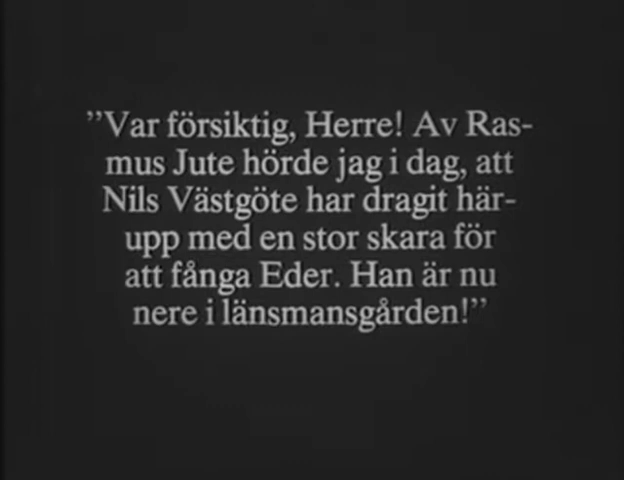 ”Var försiktig, Herre! Av Ras-
mus Jute hörde jag i dag, att
Nils Västgöte har dragit här-
upp med en stor skara för
att fånga Eder. Han är nu
nere i länsmansgården!”